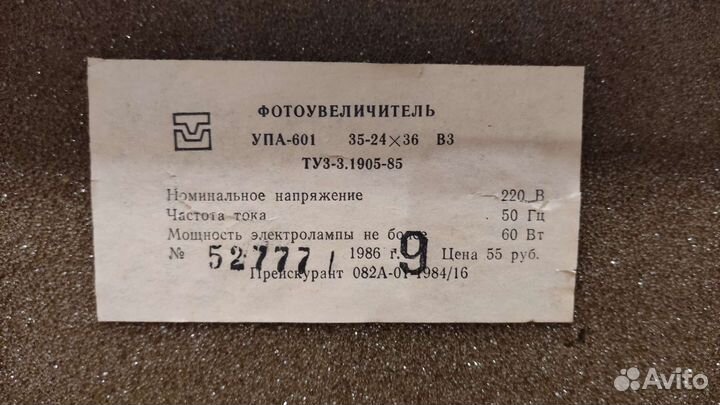 ФОТОУВЕЛИЧИТЕЛЬ
УПА-601 35-24×36 В3
ТУ3-3.1905-85
Номинальное напряжение 220 В
Частота тока 50 Гц
Мощность электролампы не более 60 Вт
№ 52777 / 1986 г. 9 Цена 55 руб.
Прейскурант 082А-01-1984/16
Avito